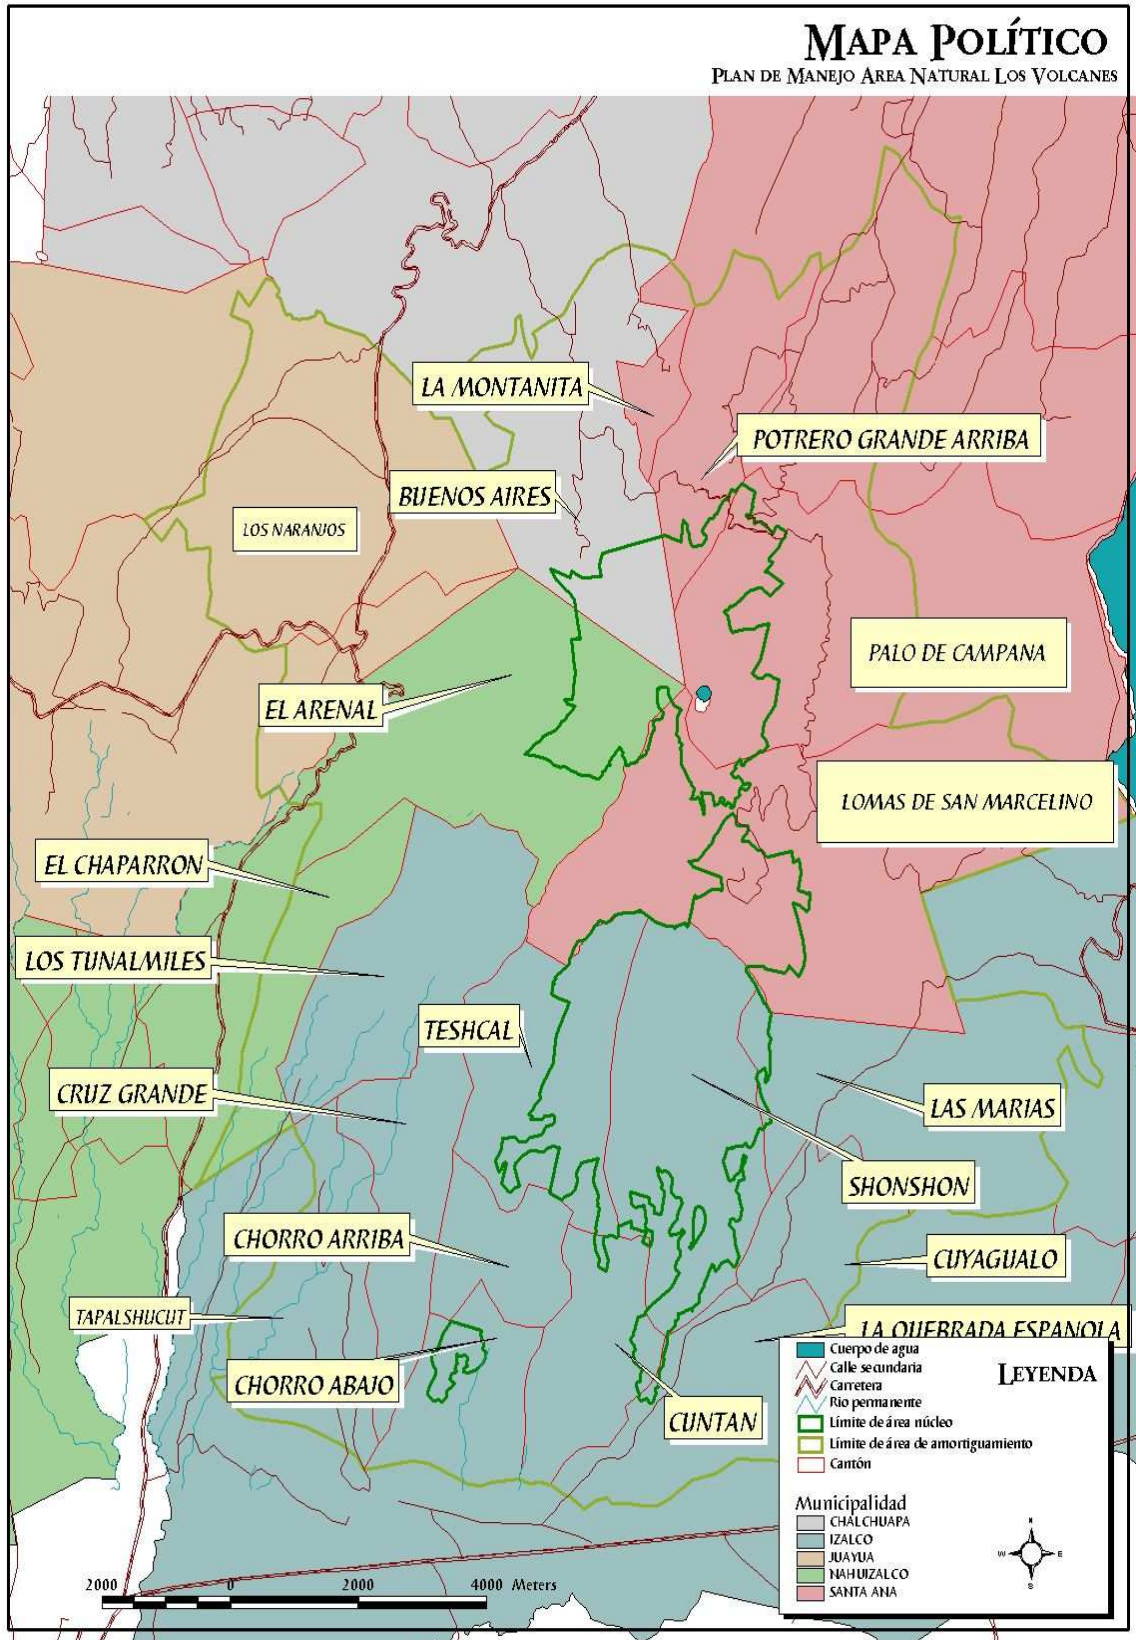 MAPA POLÍTICO
PLAN DE MANEJO AREA NATURAL LOS VOLCANES
LA MONTANITA
POTRERO GRANDE ARRIBA
BUENOS AIRES
LOS NARANJOS
PALO DE CAMPANA
EL ARENAL
LOMAS DE SAN MARCELINO
EL CHAPARRON
LOS TUNALMILES
TESHCAL
CRUZ GRANDE
LAS MARIAS
SHONSHON
CHORRO ARRIBA
CUYAGUALO
TAPALSHUCUT
LA QUEBRADA ESPANOLA
CHORRO ABAJO
CUNTAN
LEYENDA
Cuerpo de agua
Calle secundaria
Carretera
Rio permanente
Límite de área núcleo
Límite de área de amortiguamiento
Cantón
Municipalidad
CHALCHUAPA
IZALCO
JUAYUA
NAHUIZALCO
SANTA ANA
N
W E
S
2000 0 2000 4000 Meters